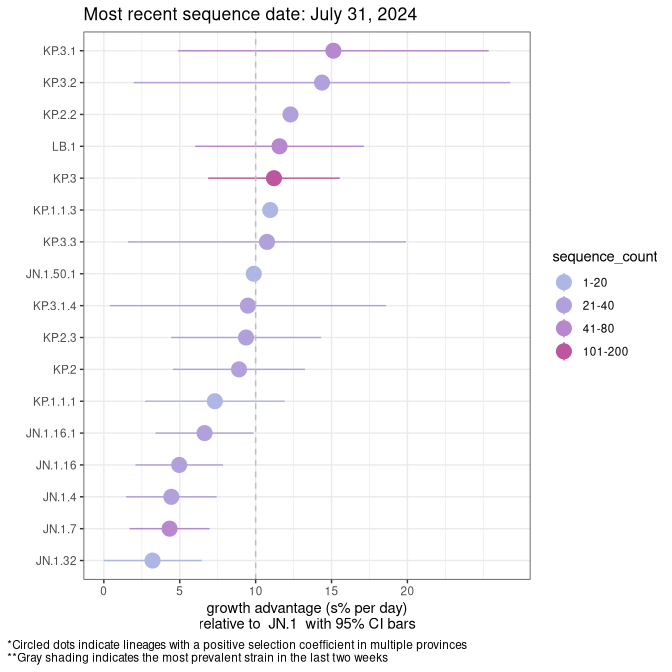 Most recent sequence date: July 31, 2024
KP.3.1
KP.3.2
KP.2.2
LB.1
KP.3
KP.1.1.3
KP.3.3
JN.1.50.1
KP.3.1.4
KP.2.3
KP.2
KP.1.1.1
JN.1.16.1
JN.1.16
JN.1.4
JN.1.7
JN.1.32
0 5 10 15 20
growth advantage (s% per day)
relative to JN.1 with 95% CI bars
sequence_count
1-20
21-40
41-80
101-200
*Circled dots indicate lineages with a positive selection coefficient in multiple provinces
**Gray shading indicates the most prevalent strain in the last two weeks